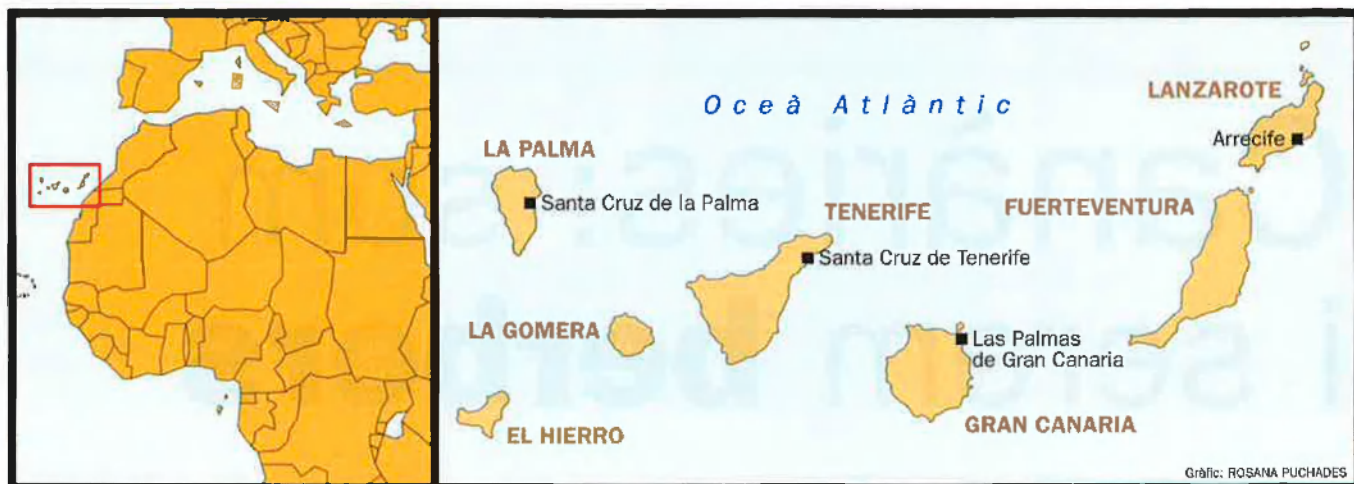 Oceà Atlàntic
LANZAROTE
Arrecife
LA PALMA
Santa Cruz de la Palma
TENERIFE
FUERTEVENTURA
Santa Cruz de Tenerife
LA GOMERA
Las Palmas
de Gran Canaria
EL HIERRO
GRAN CANARIA
Gràfic: ROSANA PUCHADES